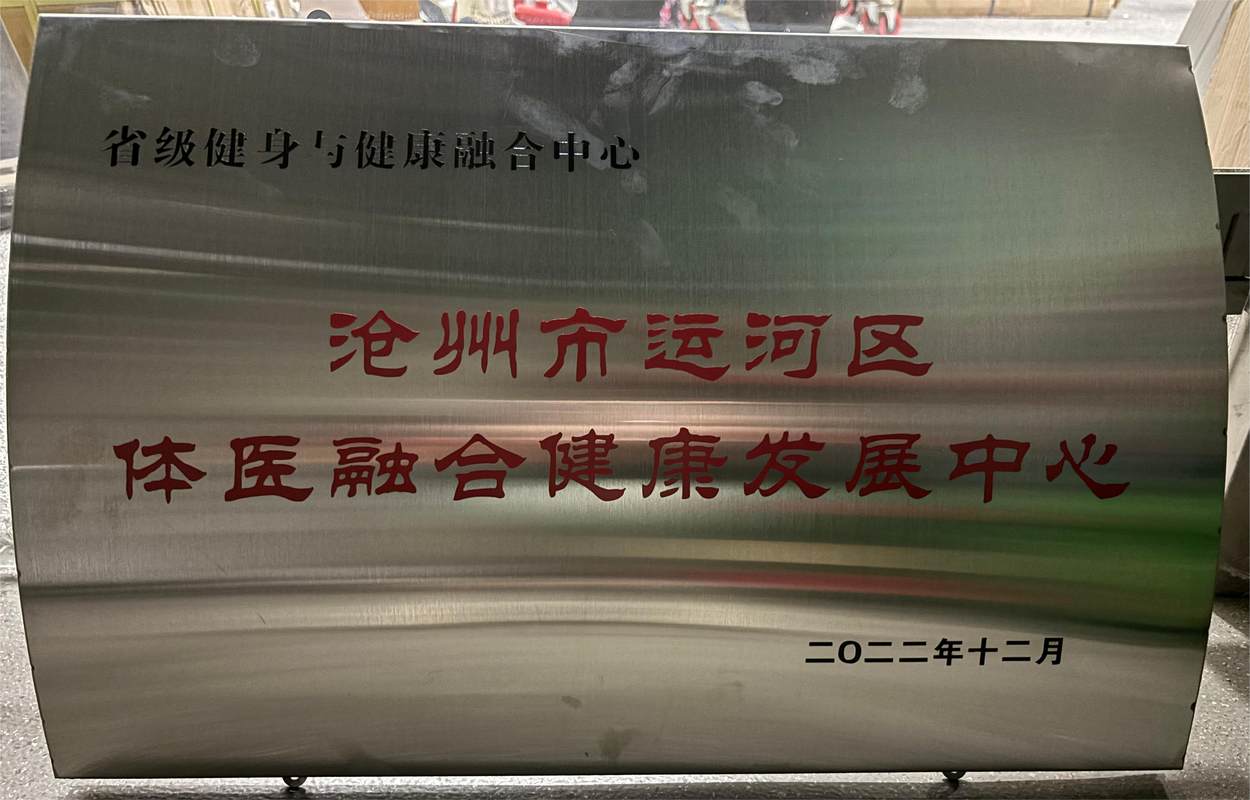 省级健身与健康融合中心
沧州市运河区
体医融合健康发展中心
二〇二二年十二月